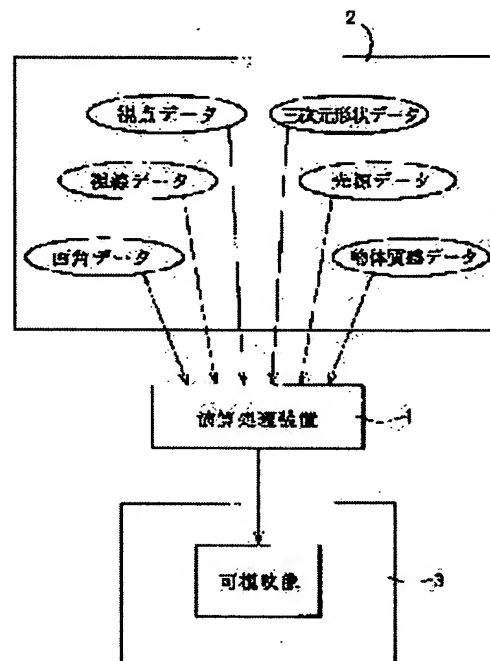 2
視点データ
三次元形状データ
視線データ
光源データ
画角データ
物体質感データ
演算処理装置
1
可視映像
3